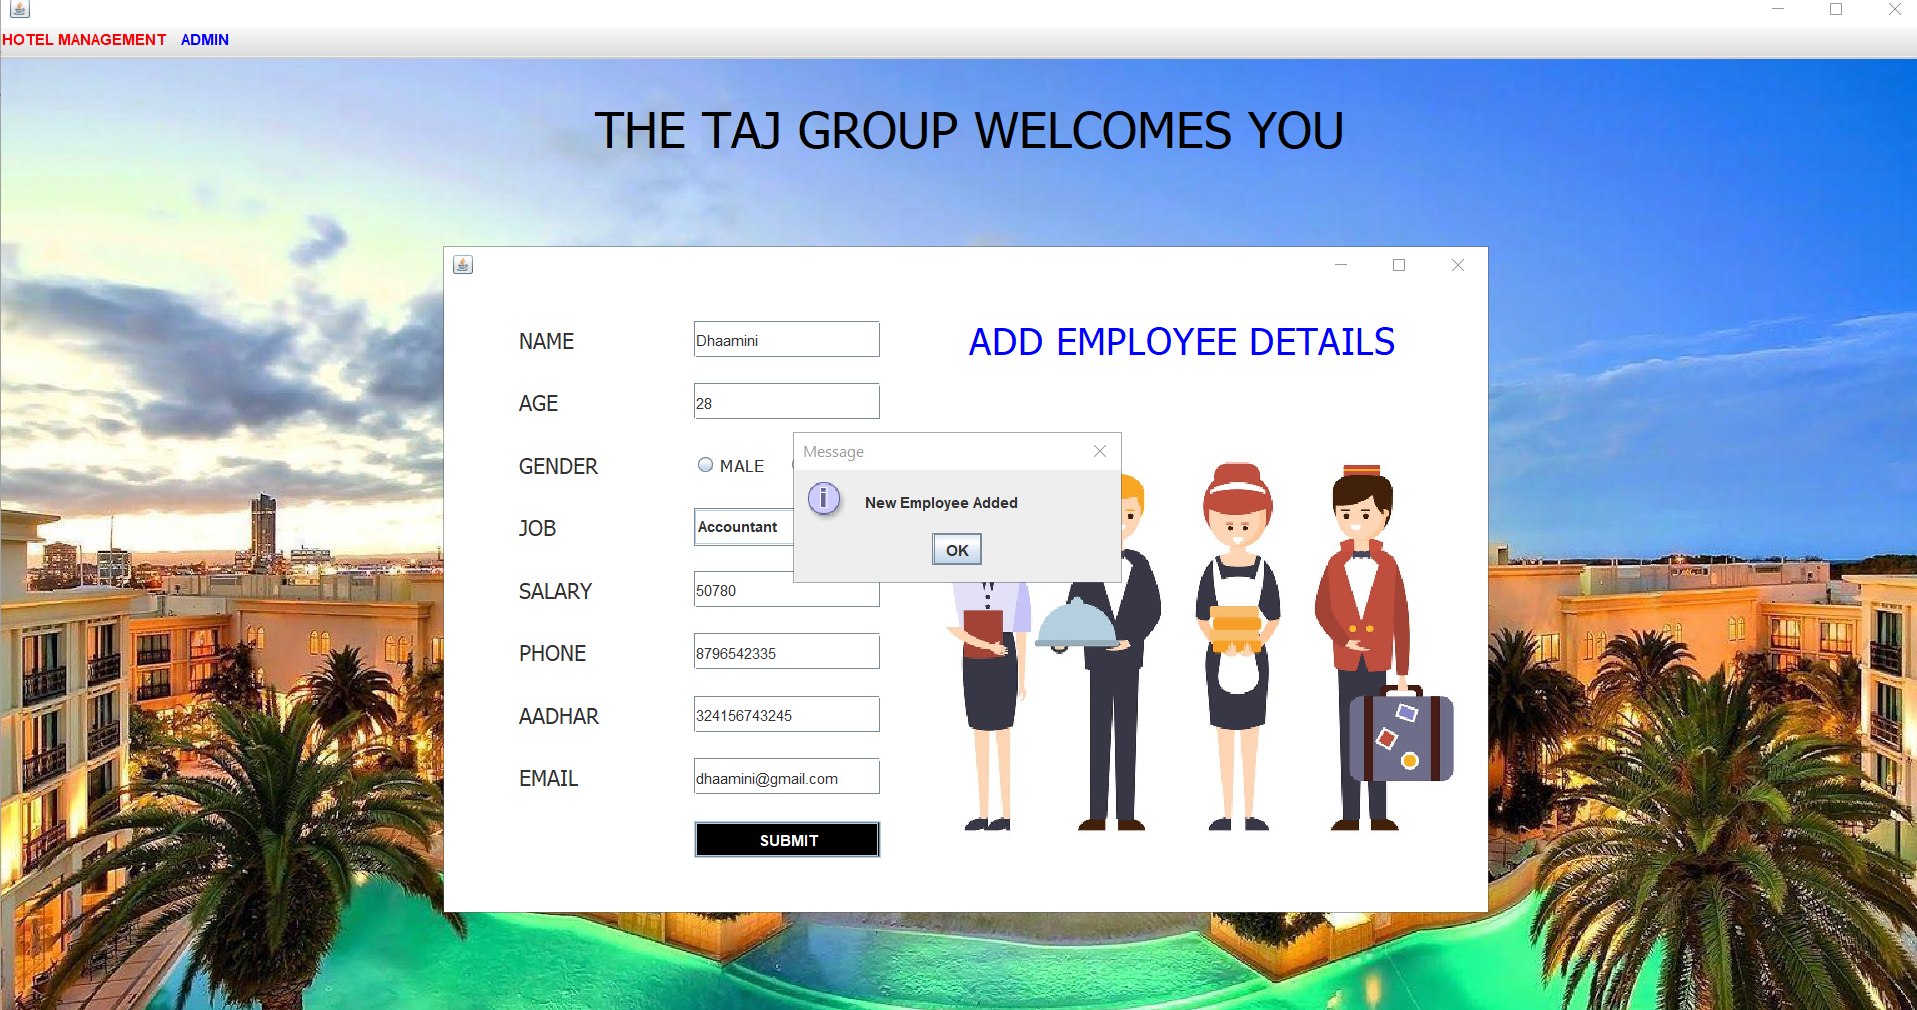 HOTEL MANAGEMENT ADMIN
THE TAJ GROUP WELCOMES YOU
ADD EMPLOYEE DETAILS
NAME Dhaamini
AGE 28
GENDER MALE
JOB Accountant
SALARY 50780
PHONE 8796542335
AADHAR 324156743245
EMAIL dhaamini@gmail.com
SUBMIT
Message
New Employee Added
OK